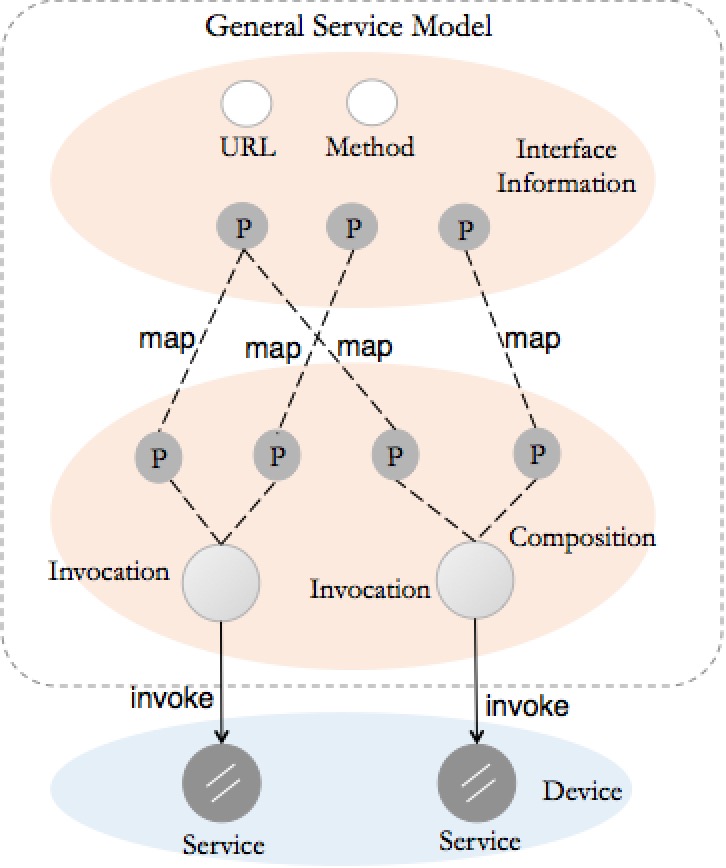 General Service Model
URL
Method
Interface
Information
P
P
P
map
map
map
map
P
P
P
P
Composition
Invocation
Invocation
invoke
invoke
Device
Service
Service